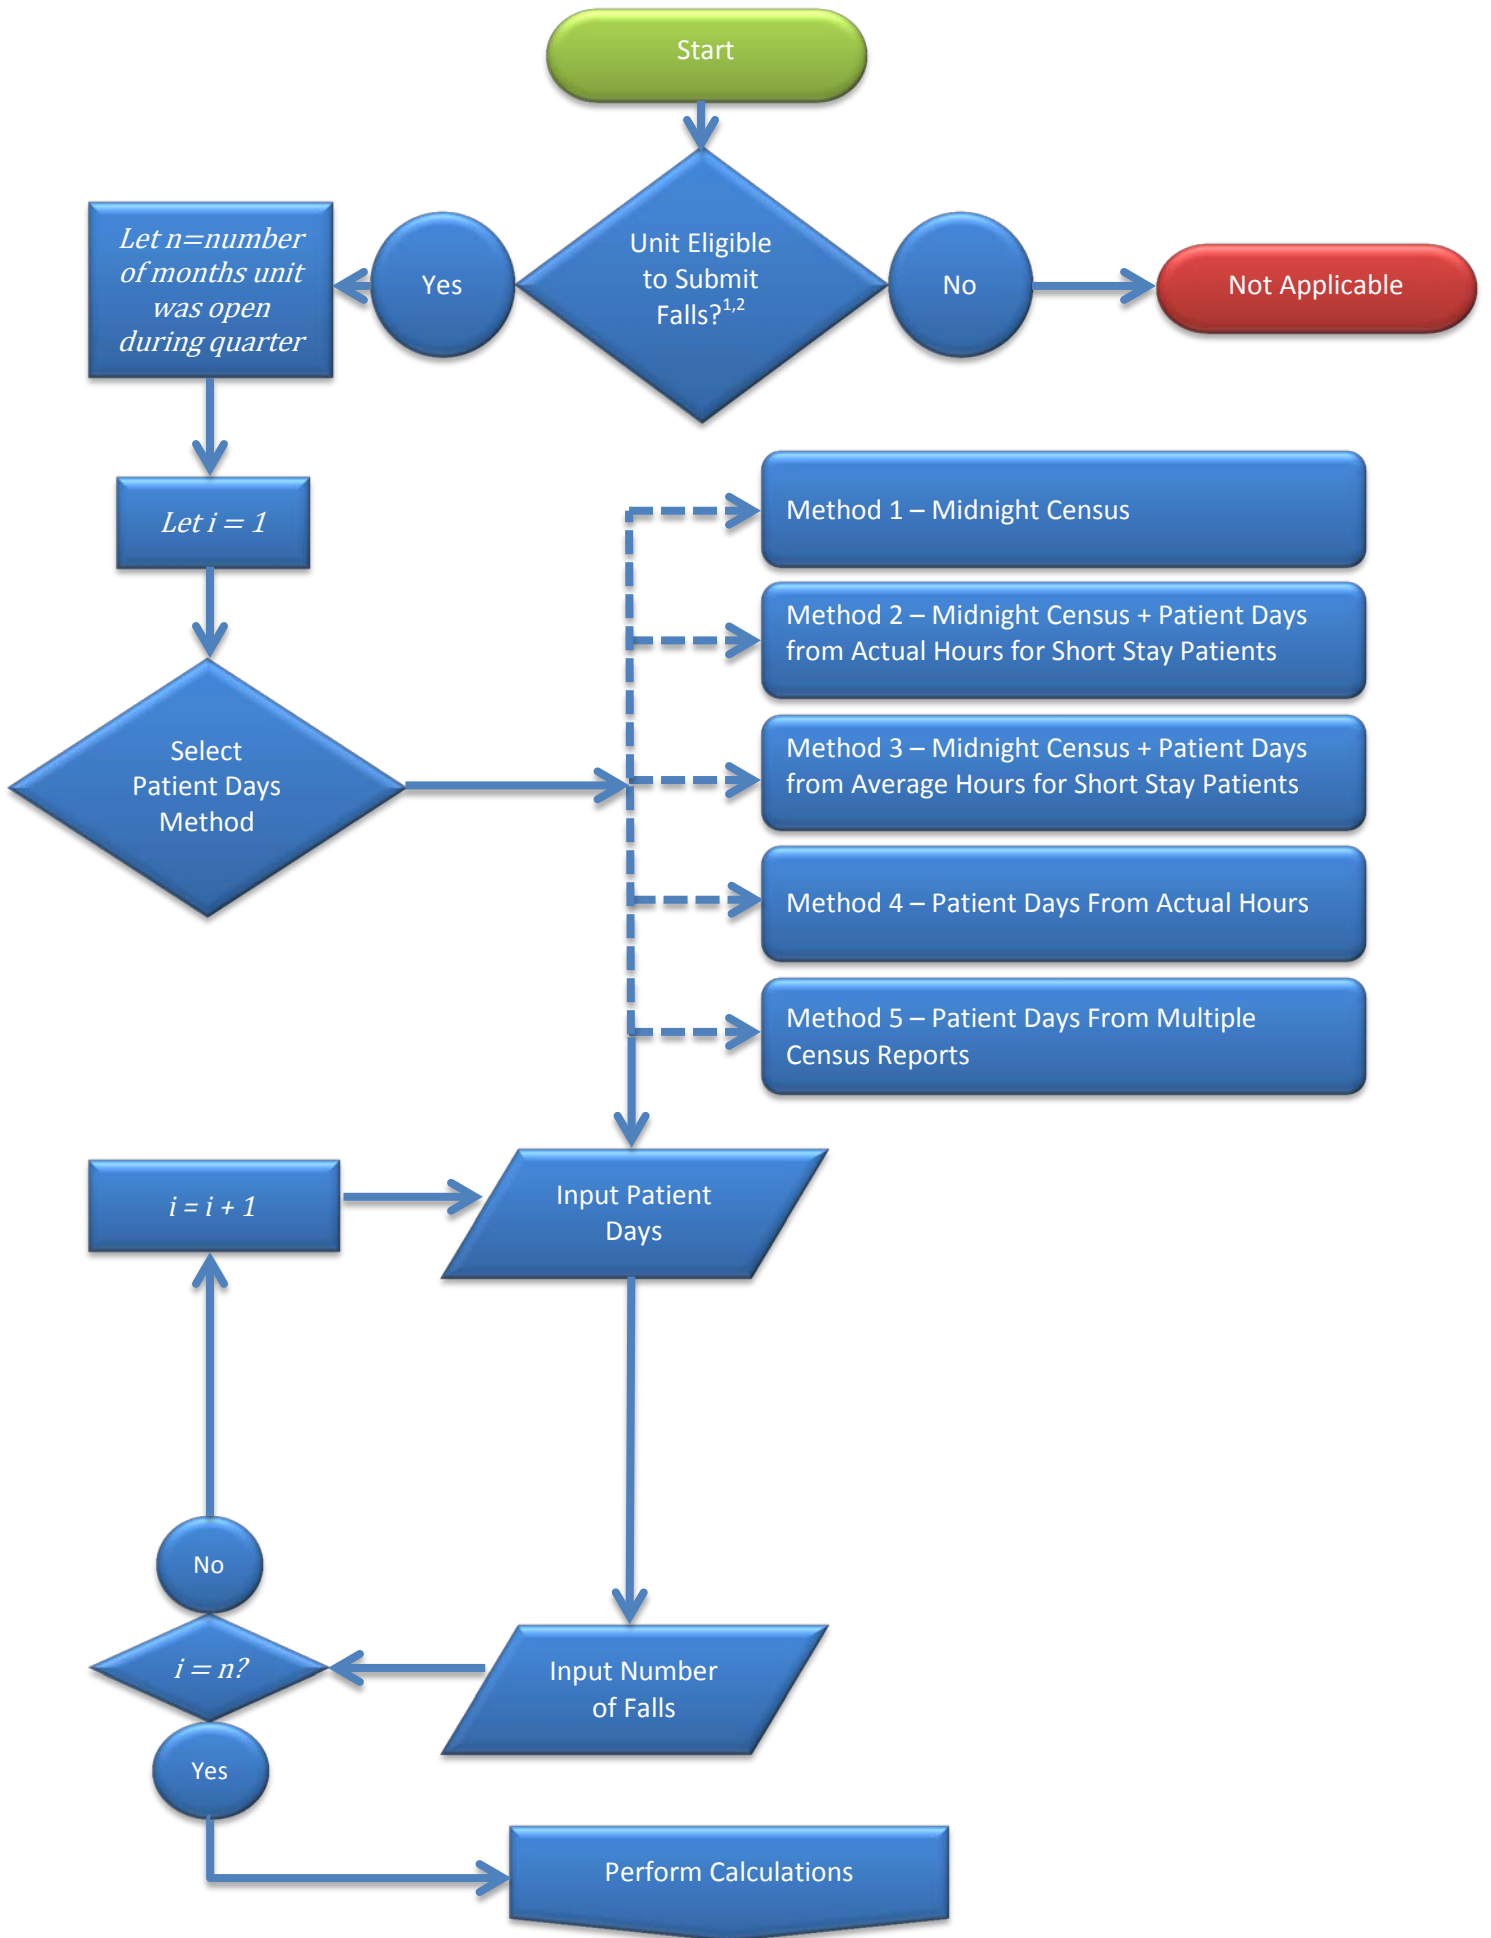 Start
Unit Eligible
to Submit
Falls?1,2
Yes
No
Let n=number
of months unit
was open
during quarter
Not Applicable
Let i = 1
Select
Patient Days
Method
Method 1 – Midnight Census
Method 2 – Midnight Census + Patient Days
from Actual Hours for Short Stay Patients
Method 3 – Midnight Census + Patient Days
from Average Hours for Short Stay Patients
Method 4 – Patient Days From Actual Hours
Method 5 – Patient Days From Multiple
Census Reports
i = i + 1
Input Patient
Days
No
i = n?
Input Number
of Falls
Yes
Perform Calculations